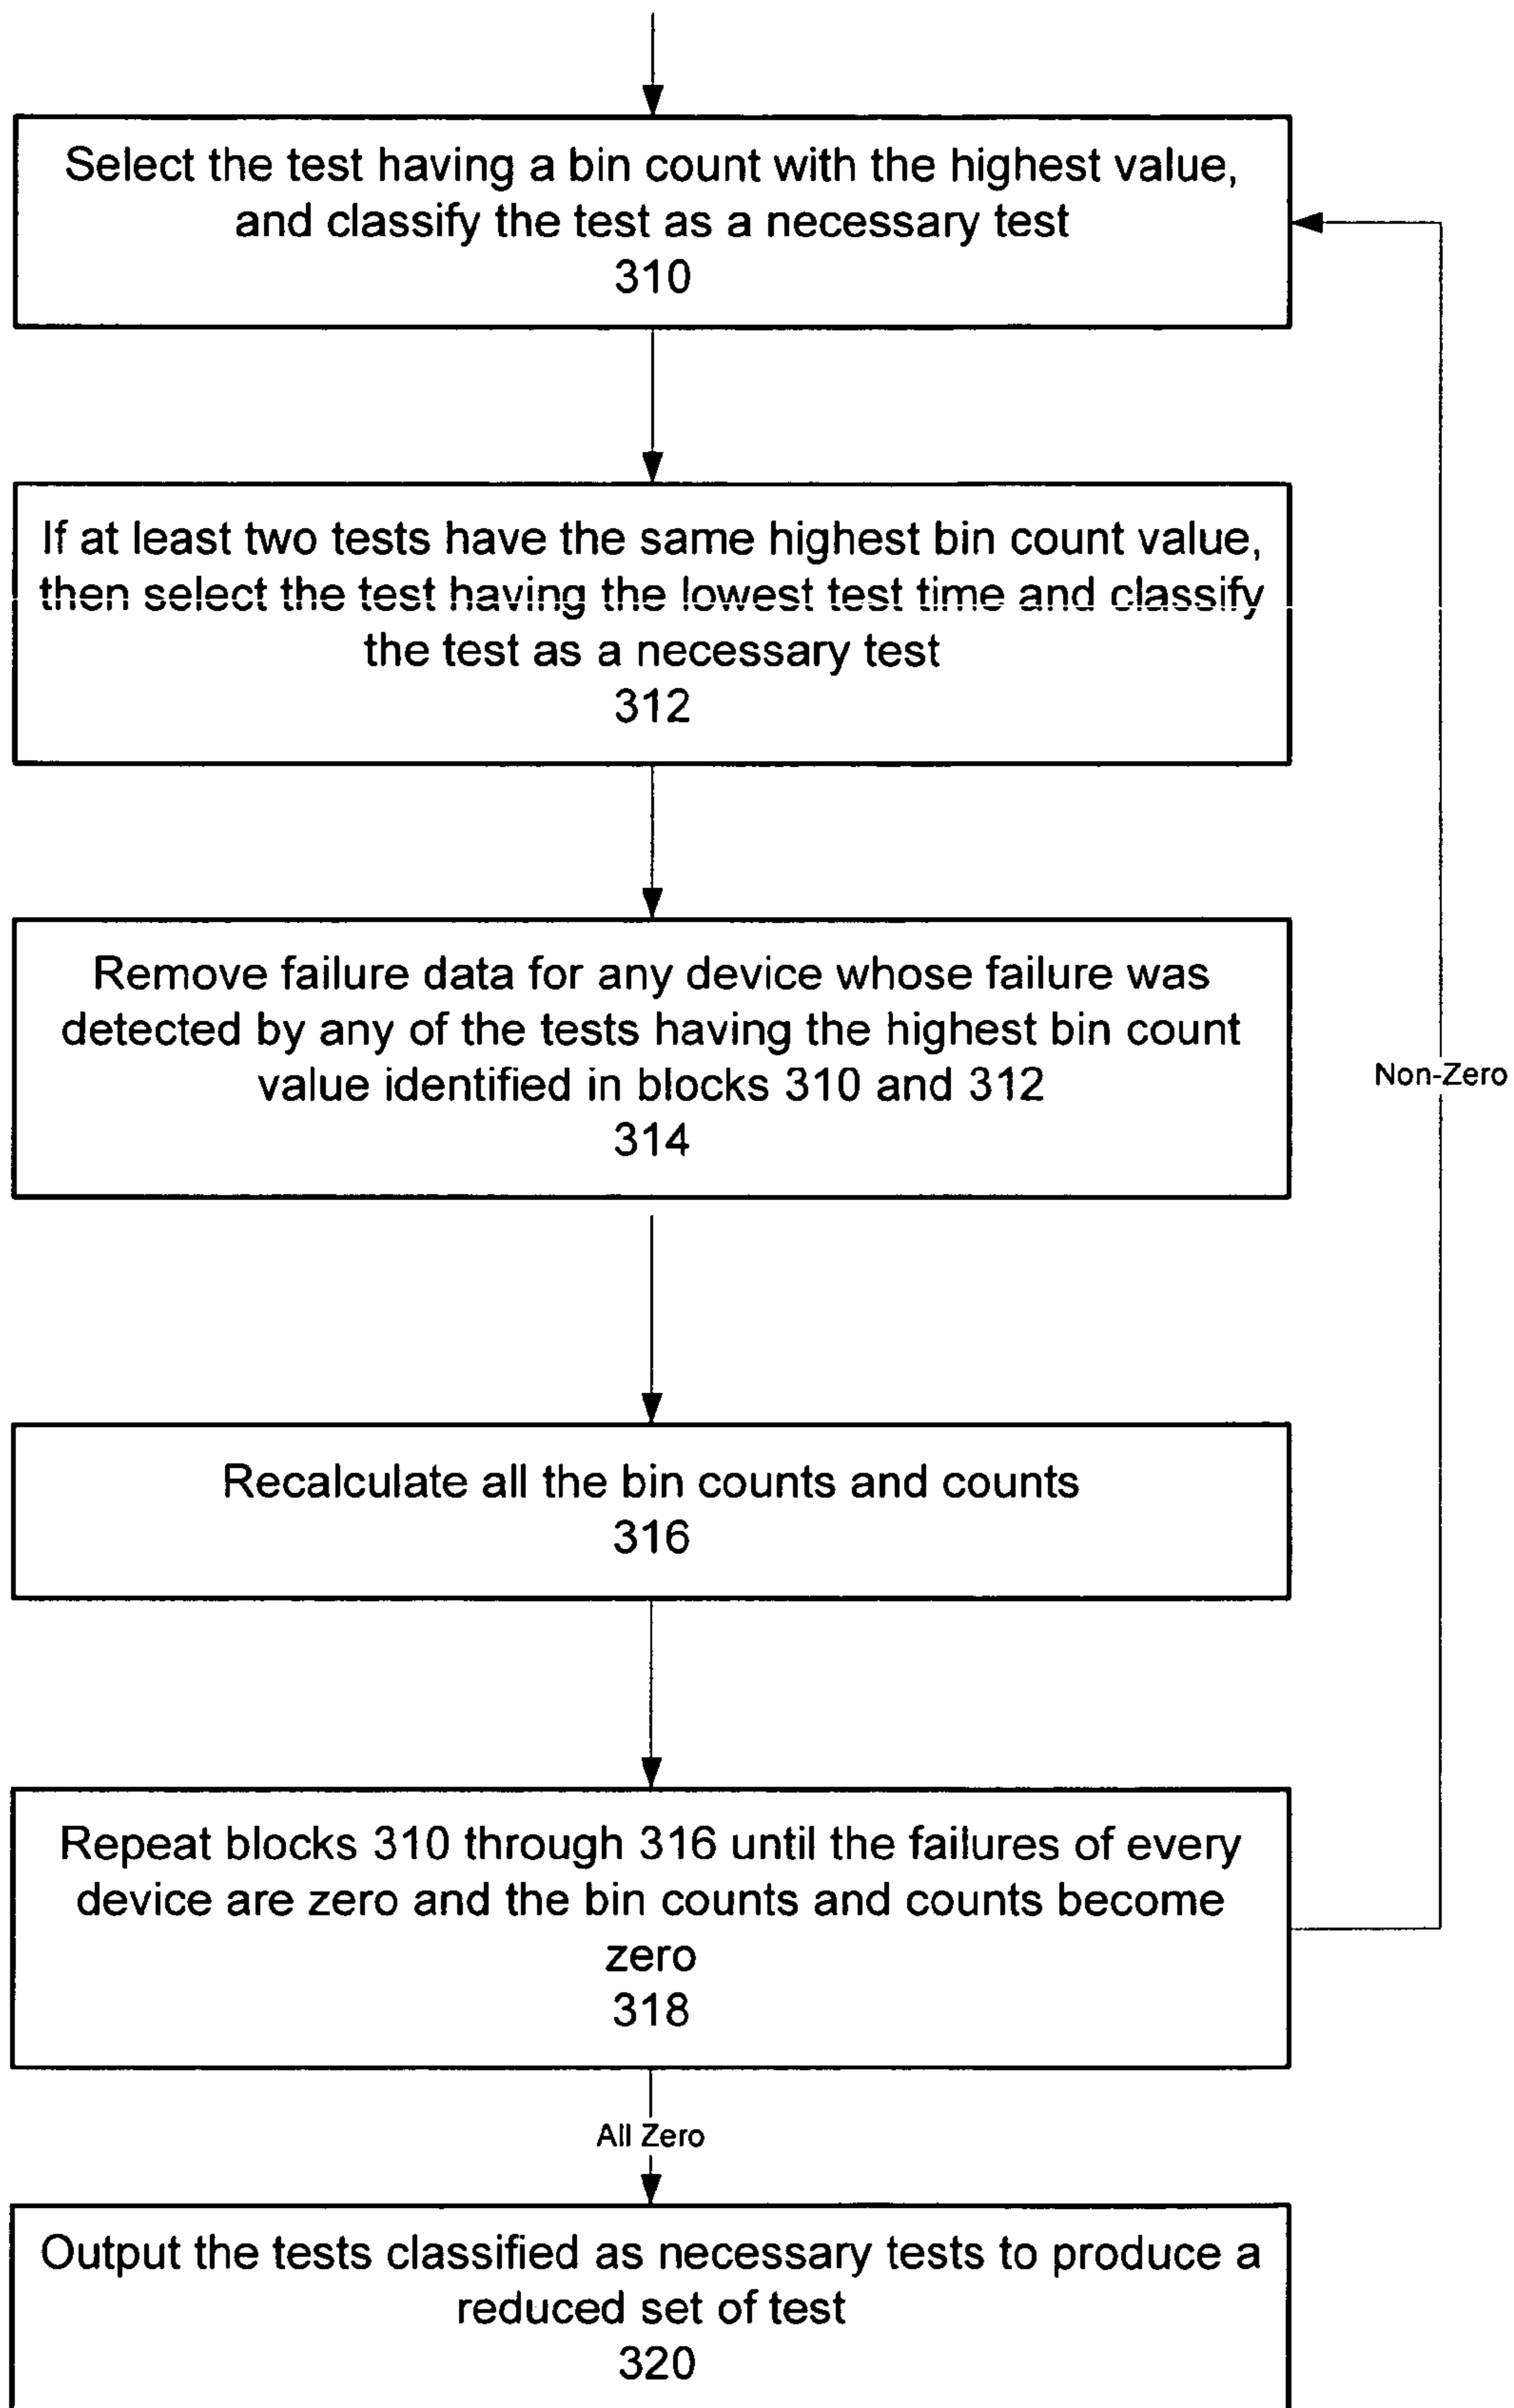 Select the test having a bin count with the highest value,
and classify the test as a necessary test
310
If at least two tests have the same highest bin count value,
then select the test having the lowest test time and classify
the test as a necessary test
312
Remove failure data for any device whose failure was
detected by any of the tests having the highest bin count
value identified in blocks 310 and 312
314
Non-Zero
Recalculate all the bin counts and counts
316
Repeat blocks 310 through 316 until the failures of every
device are zero and the bin counts and counts become
zero
318
All Zero
Output the tests classified as necessary tests to produce a
reduced set of test
320